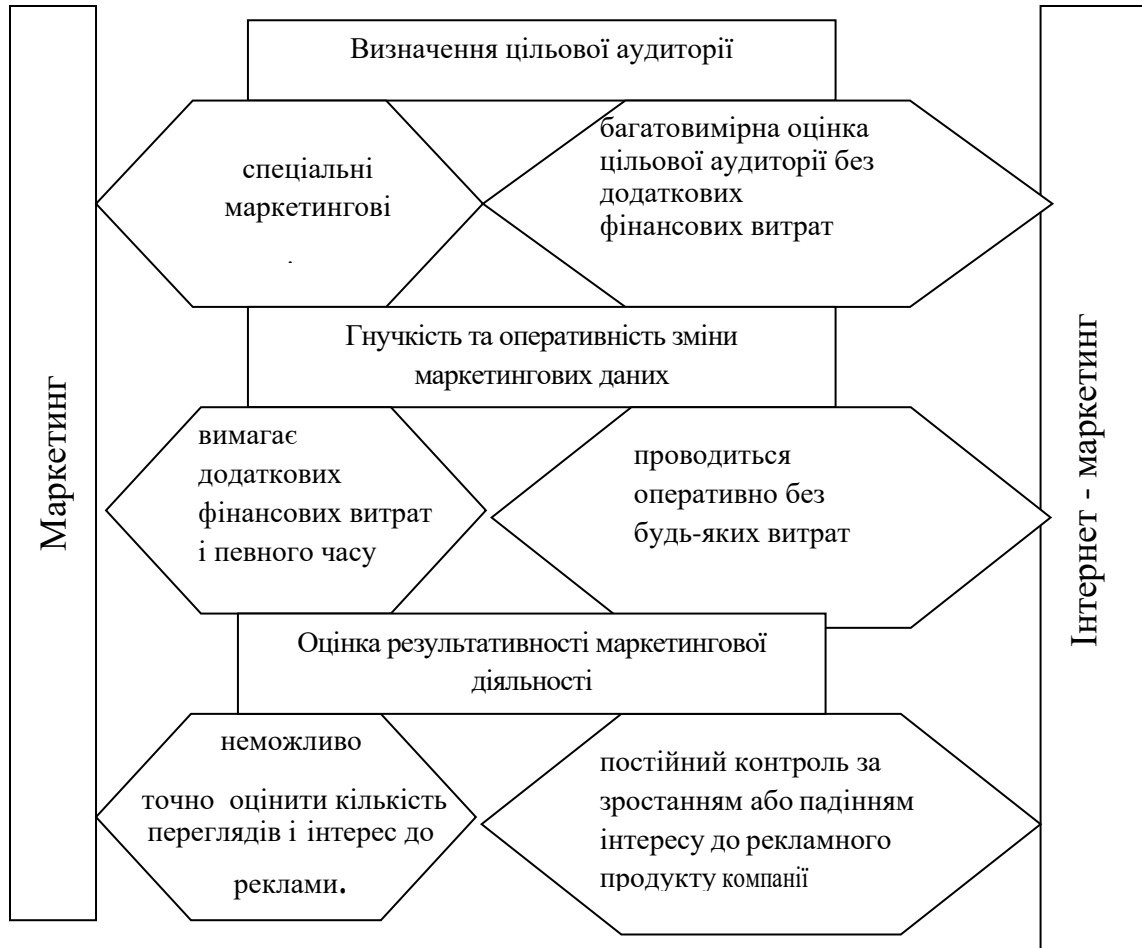 Маркетинг
Визначення цільової аудиторії
спеціальні
маркетингові
багатовимірна оцінка
цільової аудиторії без
додаткових
фінансових витрат
Гнучкість та оперативність зміни
маркетингових даних
вимагає
додаткових
фінансових витрат
і певного часу
проводиться
оперативно без
будь-яких витрат
Оцінка результативності маркетингової
діяльності
неможливо
точно оцінити кількість
переглядів і інтерес до
реклами.
постійний контроль за
зростанням або падінням
інтересу до рекламного
продукту компанії
Інтернет - маркетинг